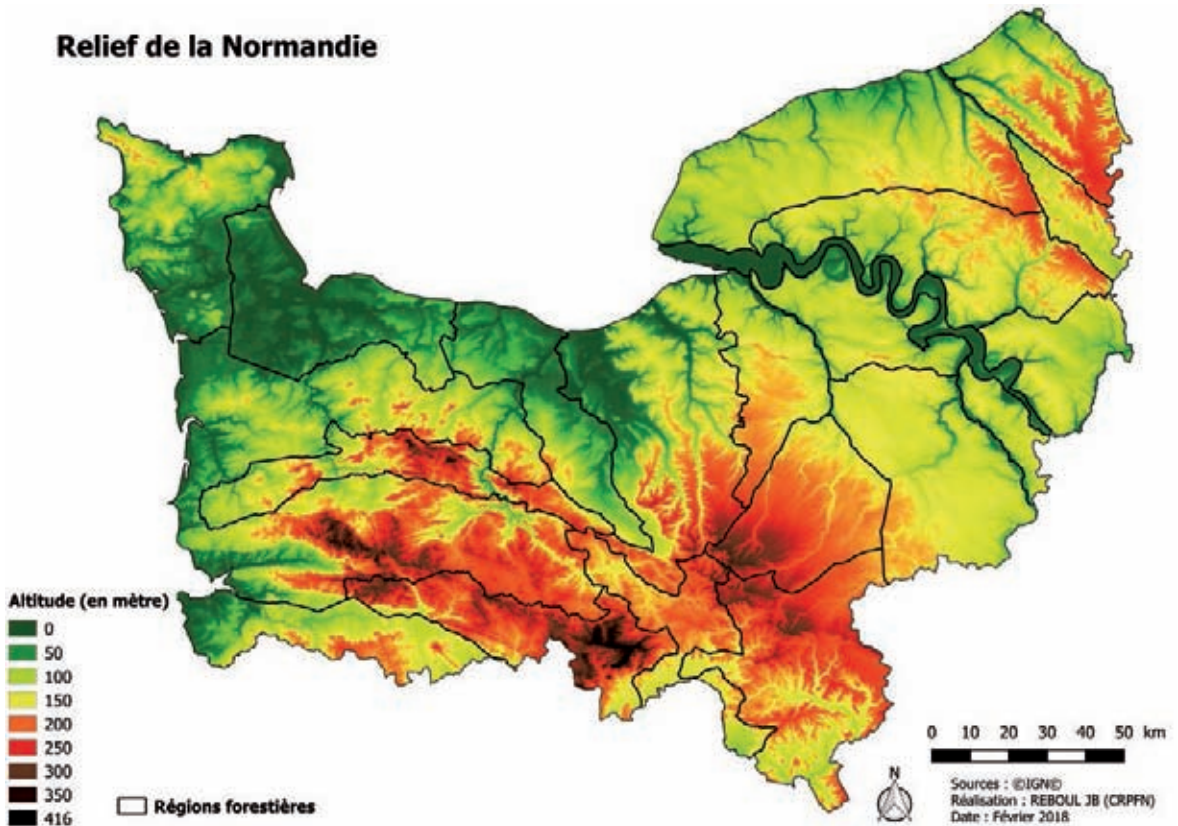 Relief de la Normandie
Altitude (en mètre)
0
50
100
150
200
250
300
350
416
Régions forestières
0 10 20 30 40 50 km
N
Sources : ©IGN©
Réalisation : REBOUL JB (CRPFN)
Date : Février 2018